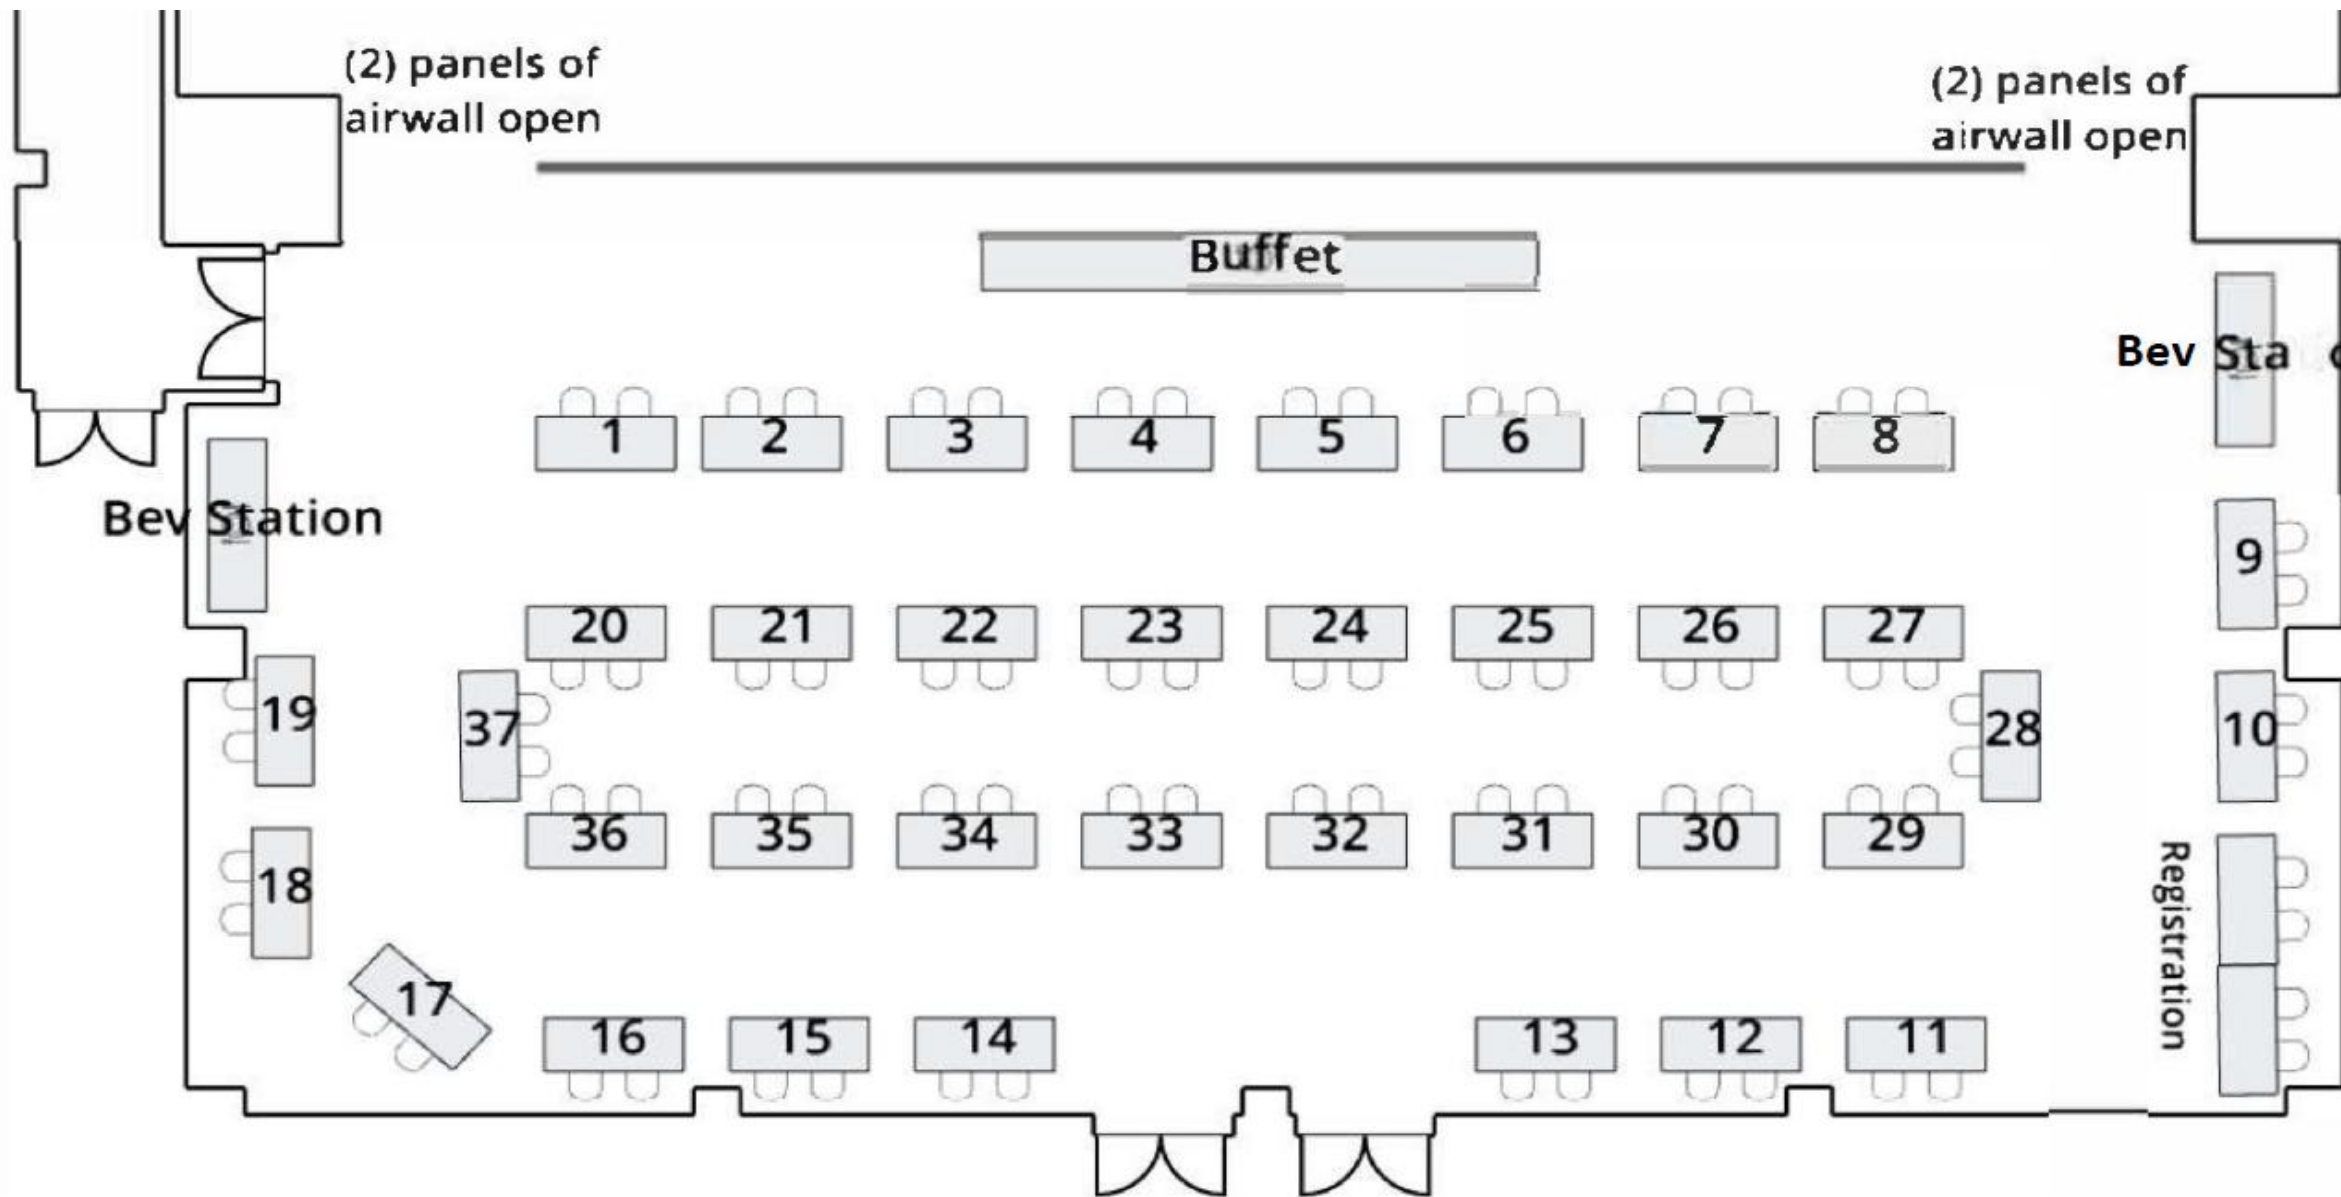 (2) panels of
airwall open
(2) panels of
airwall open
Buffet
Bev Sta
1 2 3 4 5 6 7 8
Bev Station
9
20 21 22 23 24 25 26 27
19
37
28
10
36 35 34 33 32 31 30 29
18
Registration
17
16 15 14 13 12 11